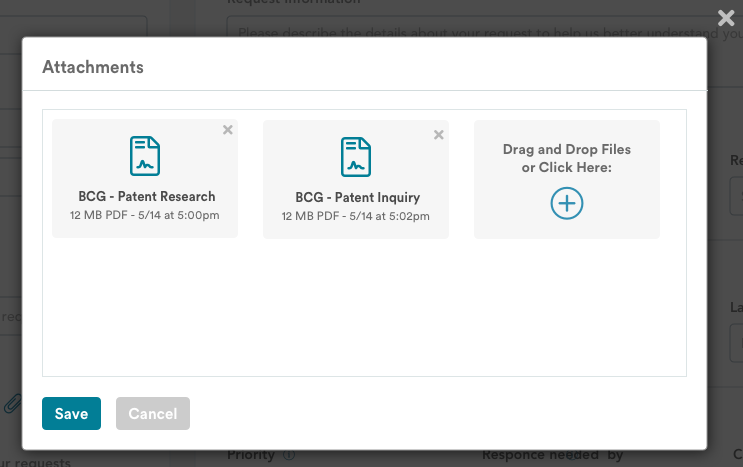 Request Information
Please describe the details about your request to help us better understand you
Attachments
BCG - Patent Research
12 MB PDF - 5/14 at 5:00pm
BCG - Patent Inquiry
12 MB PDF - 5/14 at 5:02pm
Drag and Drop Files
or Click Here:
Re
La
rec
Save
Cancel
Priority
Responce needed by
C
ur requests